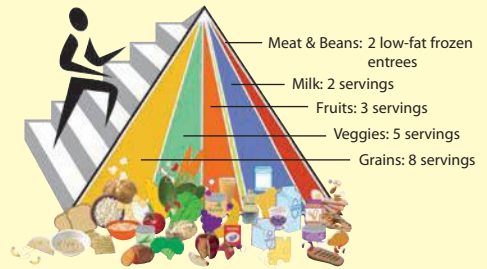 Meat & Beans: 2 low-fat frozen
entrees
Milk: 2 servings
Fruits: 3 servings
Veggies: 5 servings
Grains: 8 servings